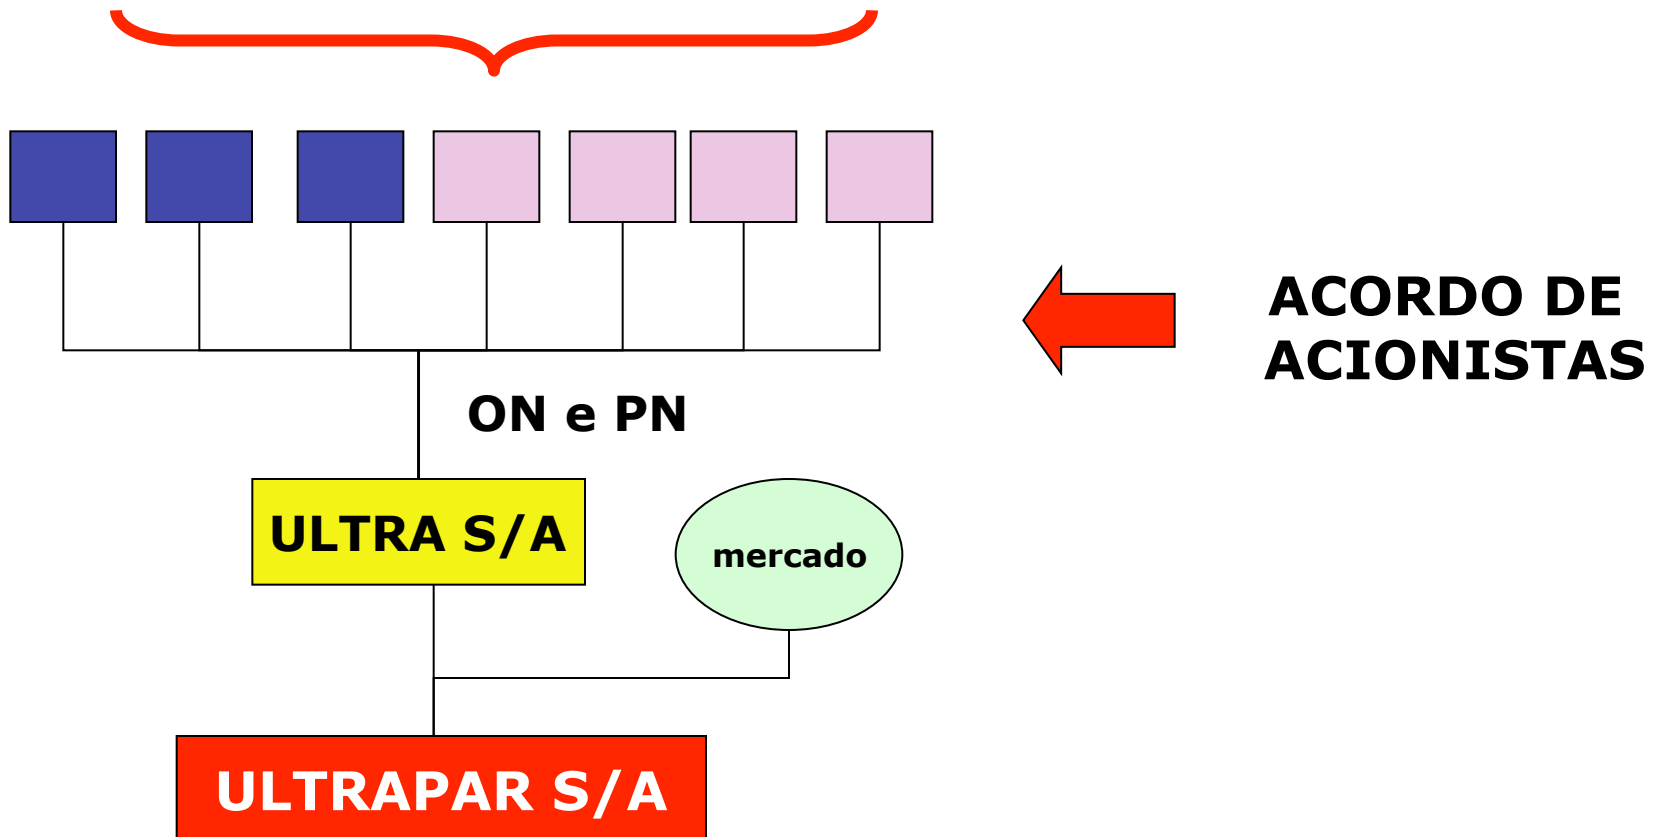 ACORDO DE
ACIONISTAS
ON e PN
ULTRA S/A
mercado
ULTRAPAR S/A